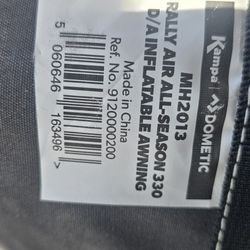 Kampa DOMETIC
MH2013
RALLY AIR ALL-SEASON 330
D/A INFLATABLE AWNING
Made in China
Ref. No. 9120000200
5 060646 163496 >